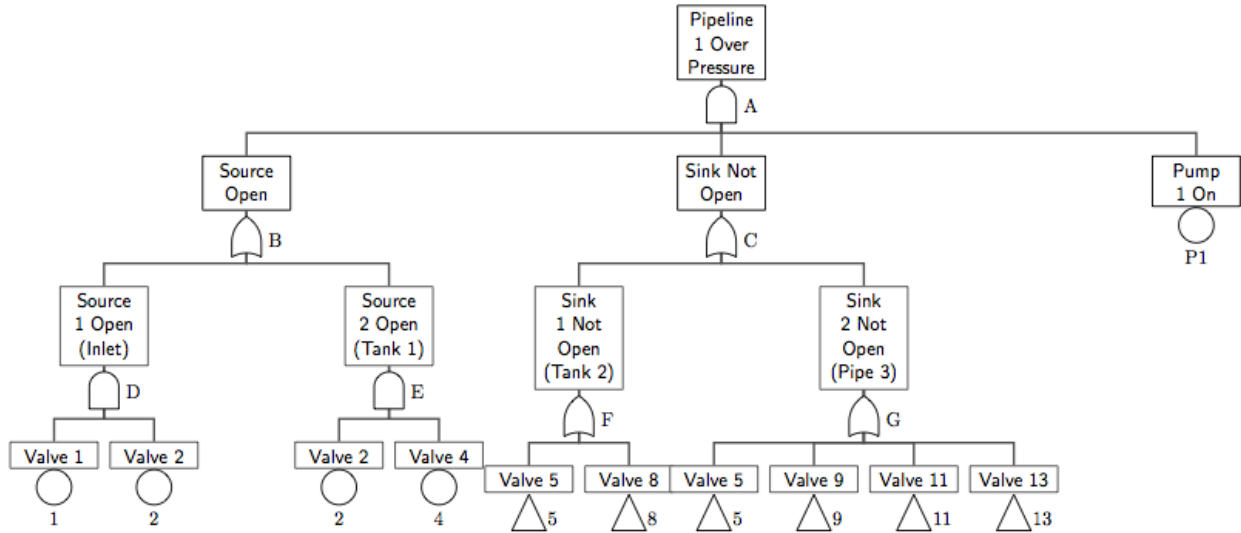 Pipeline
1 Over
Pressure
A
Source
Open
B
Sink Not
Open
C
Pump
1 On
P1
Source
1 Open
(Inlet)
D
Source
2 Open
(Tank 1)
E
Sink
1 Not
Open
(Tank 2)
F
Sink
2 Not
Open
(Pipe 3)
G
Valve 1
1
Valve 2
2
Valve 2
2
Valve 4
4
Valve 5
5
Valve 8
8
Valve 5
5
Valve 9
9
Valve 11
11
Valve 13
13